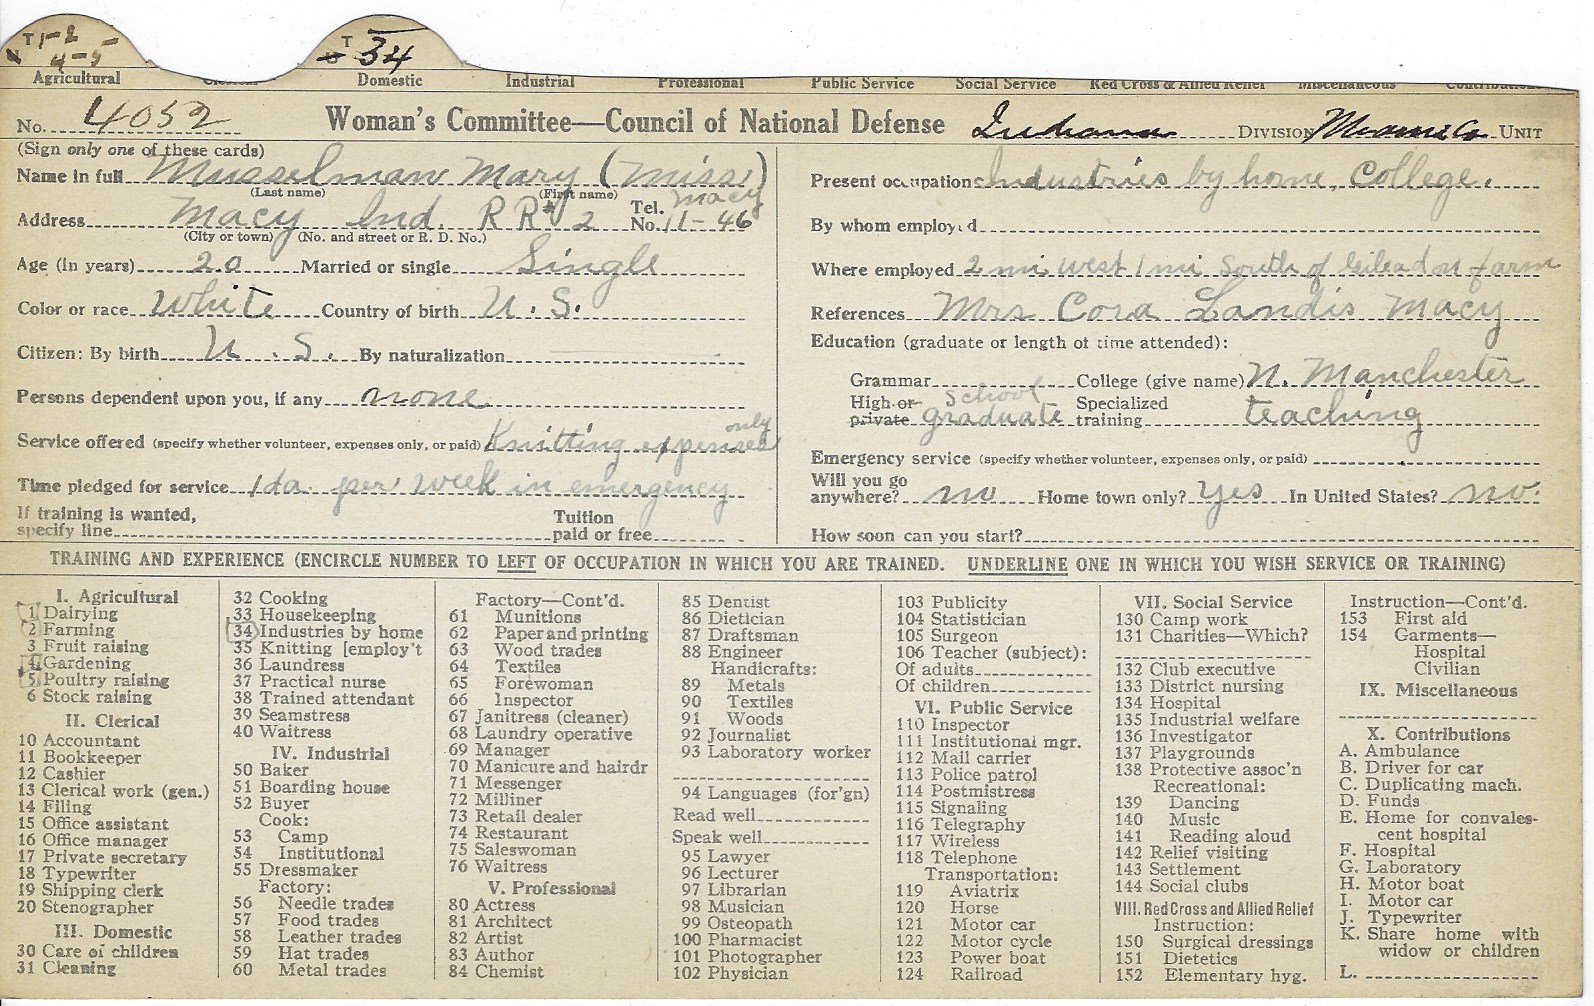 T 1-2
4-5
T 34
Agricultural Domestic Industrial Professional Public Service Social Service Red Cross & Allied Relief Miscellaneous
No. 4052 Woman's Committee—Council of National Defense Indiana DIVISION Miami Co. UNIT
(Sign only one of these cards)
Name in full Musselman Mary (Miss)
(Last name) (First name)
Address Macy Ind. R R # 2 Tel. No. Macy 11-46
(City or town) (No. and street or R. D. No.)
Age (in years) 20 Married or single Single
Color or race White Country of birth U. S.
Citizen: By birth U. S. By naturalization
Persons dependent upon you, if any none
Service offered (specify whether volunteer, expenses only, or paid) Knitting expenses only
Time pledged for service 1 da. per week in emergency
If training is wanted,
specify line Tuition paid or free
Present occupation Industries by home, College.
By whom employed
Where employed 2 mi west 1 mi South of Gilead on farm
References Mrs Cora Landis Macy
Education (graduate or length of time attended):
Grammar College (give name) N. Manchester
High or private School graduate Specialized training teaching
Emergency service (specify whether volunteer, expenses only, or paid)
Will you go anywhere? no Home town only? Yes In United States? no.
How soon can you start?
TRAINING AND EXPERIENCE (ENCIRCLE NUMBER TO LEFT OF OCCUPATION IN WHICH YOU ARE TRAINED. UNDERLINE ONE IN WHICH YOU WISH SERVICE OR TRAINING)
I. Agricultural
1 Dairying
2 Farming
3 Fruit raising
4 Gardening
5 Poultry raising
6 Stock raising
II. Clerical
10 Accountant
11 Bookkeeper
12 Cashier
13 Clerical work (gen.)
14 Filing
15 Office assistant
16 Office manager
17 Private secretary
18 Typewriter
19 Shipping clerk
20 Stenographer
III. Domestic
30 Care of children
31 Cleaning
32 Cooking
33 Housekeeping
34 Industries by home
35 Knitting [employ't
36 Laundress
37 Practical nurse
38 Trained attendant
39 Seamstress
40 Waitress
IV. Industrial
50 Baker
51 Boarding house
52 Buyer
Cook:
53 Camp
54 Institutional
55 Dressmaker
Factory:
56 Needle trades
57 Food trades
58 Leather trades
59 Hat trades
60 Metal trades
Factory—Cont'd.
61 Munitions
62 Paper and printing
63 Wood trades
64 Textiles
65 Forewoman
66 Inspector
67 Janitress (cleaner)
68 Laundry operative
69 Manager
70 Manicure and hairdr
71 Messenger
72 Milliner
73 Retail dealer
74 Restaurant
75 Saleswoman
76 Waitress
V. Professional
80 Actress
81 Architect
82 Artist
83 Author
84 Chemist
85 Dentist
86 Dietician
87 Draftsman
88 Engineer
Handicrafts:
89 Metals
90 Textiles
91 Woods
92 Journalist
93 Laboratory worker
94 Languages (for'gn)
Read well
Speak well
95 Lawyer
96 Lecturer
97 Librarian
98 Musician
99 Osteopath
100 Pharmacist
101 Photographer
102 Physician
103 Publicity
104 Statistician
105 Surgeon
106 Teacher (subject):
Of adults
Of children
VI. Public Service
110 Inspector
111 Institutional mgr.
112 Mail carrier
113 Police patrol
114 Postmistress
115 Signaling
116 Telegraphy
117 Wireless
118 Telephone
Transportation:
119 Aviatrix
120 Horse
121 Motor car
122 Motor cycle
123 Power boat
124 Railroad
VII. Social Service
130 Camp work
131 Charities—Which?
132 Club executive
133 District nursing
134 Hospital
135 Industrial welfare
136 Investigator
137 Playgrounds
138 Protective assoc'n
Recreational:
139 Dancing
140 Music
141 Reading aloud
142 Relief visiting
143 Settlement
144 Social clubs
VIII. Red Cross and Allied Relief
Instruction:
150 Surgical dressings
151 Dietetics
152 Elementary hyg.
Instruction—Cont'd.
153 First aid
154 Garments—
Hospital
Civilian
IX. Miscellaneous
X. Contributions
A. Ambulance
B. Driver for car
C. Duplicating mach.
D. Funds
E. Home for convales-
cent hospital
F. Hospital
G. Laboratory
H. Motor boat
I. Motor car
J. Typewriter
K. Share home with
widow or children
L.